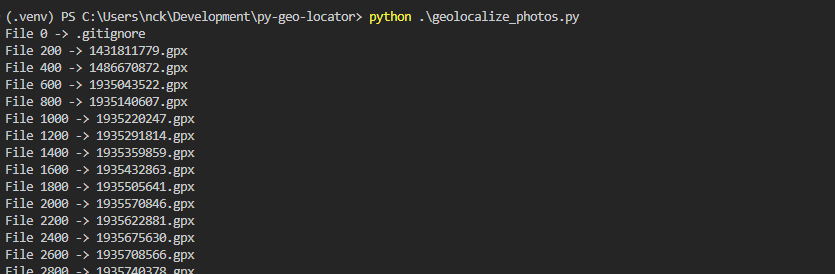 (.venv) PS C:\Users\nck\Development\py-geo-locator> python .\geolocalize_photos.py
File 0 -> .gitignore
File 200 -> 1431811779.gpx
File 400 -> 1486670872.gpx
File 600 -> 1935043522.gpx
File 800 -> 1935140607.gpx
File 1000 -> 1935220247.gpx
File 1200 -> 1935291814.gpx
File 1400 -> 1935359859.gpx
File 1600 -> 1935432863.gpx
File 1800 -> 1935505641.gpx
File 2000 -> 1935570846.gpx
File 2200 -> 1935622881.gpx
File 2400 -> 1935675630.gpx
File 2600 -> 1935708566.gpx
File 2800 -> 1935740378.gpx